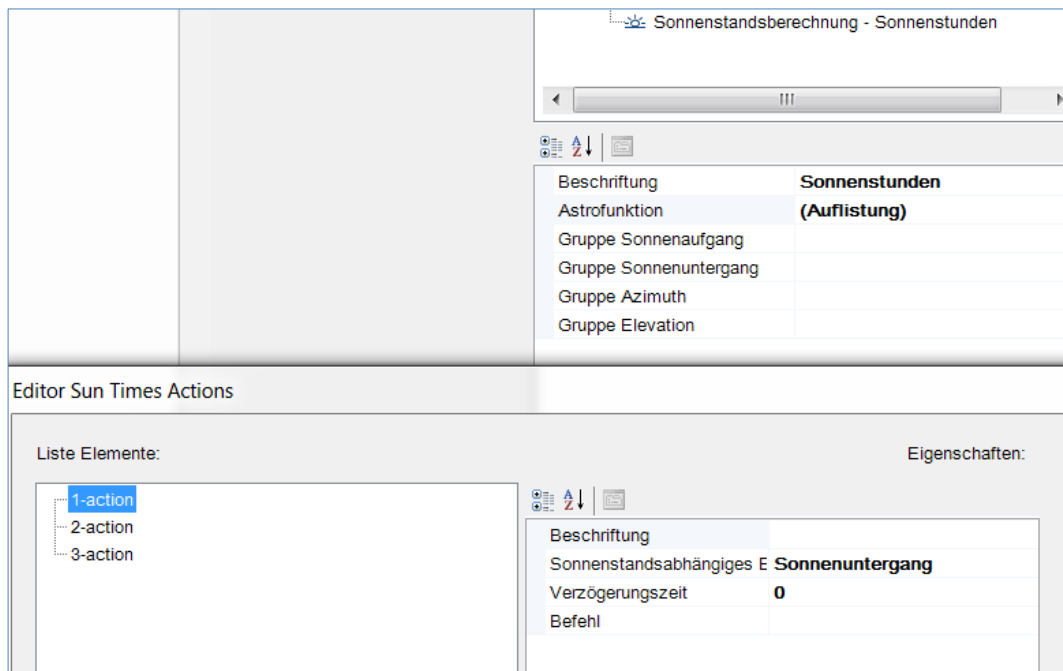 Sonnenstandsberechnung - Sonnenstunden
Beschriftung Sonnenstunden
Astrofunktion (Auflistung)
Gruppe Sonnenaufgang
Gruppe Sonnenuntergang
Gruppe Azimuth
Gruppe Elevation
Editor Sun Times Actions
Liste Elemente: Eigenschaften:
1-action
2-action
3-action
Beschriftung
Sonnenstandsabhängiges E Sonnenuntergang
Verzögerungszeit 0
Befehl